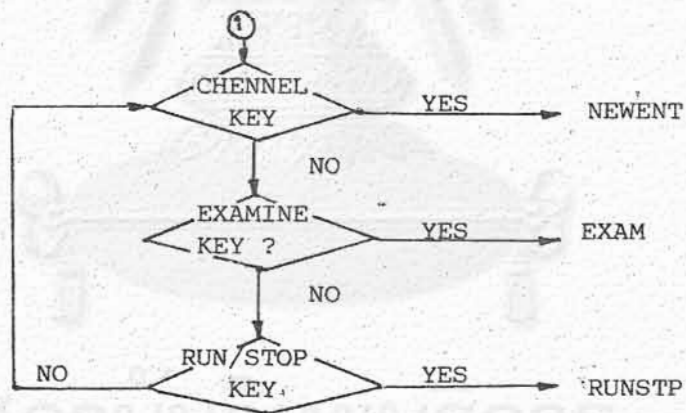 1
CHENNEL
KEY
YES
NEWENT
NO
EXAMINE
KEY ?
YES
EXAM
NO
RUN/STOP
KEY
NO
YES
RUNSTP